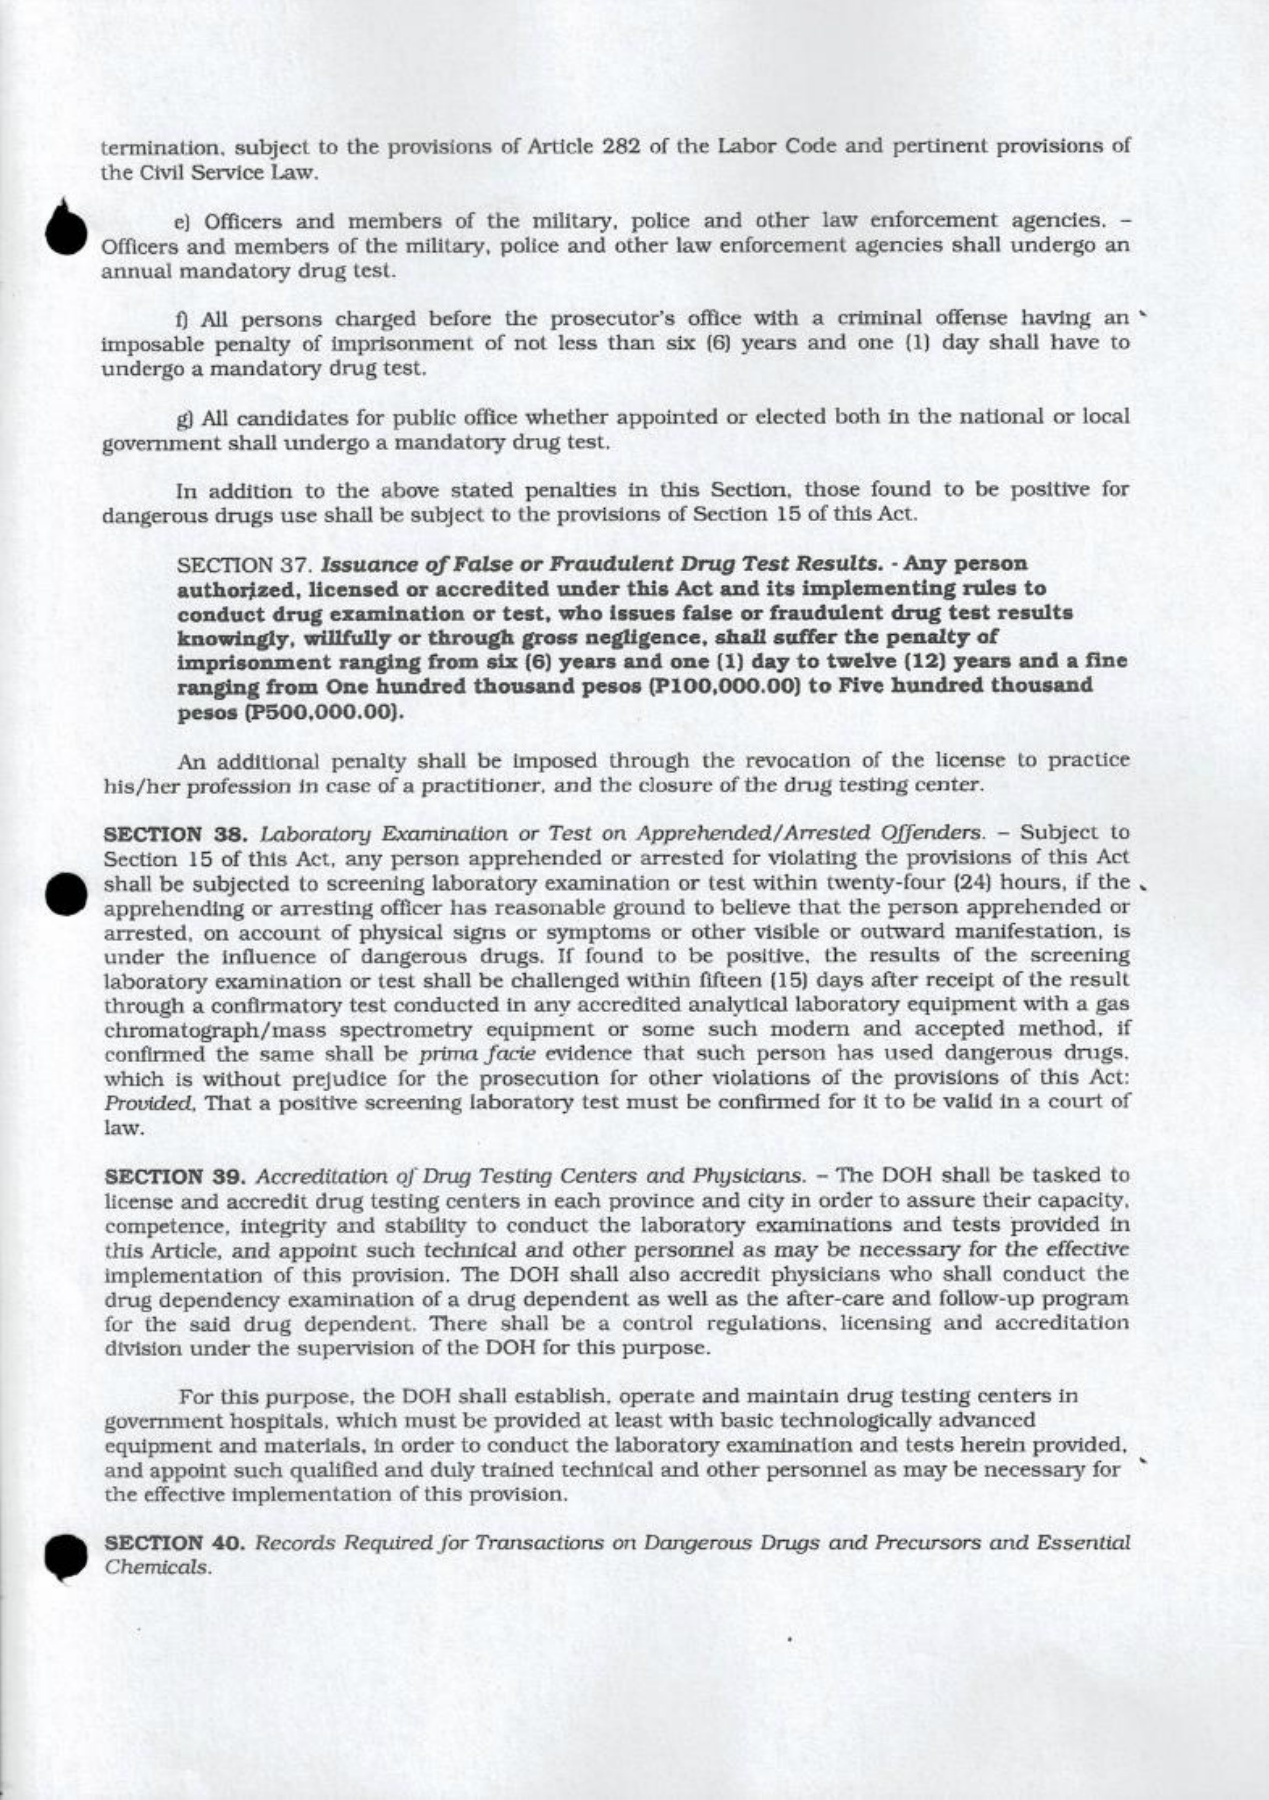 termination, subject to the provisions of Article 282 of the Labor Code and pertinent provisions of
the Civil Service Law.
e) Officers and members of the military, police and other law enforcement agencies. –
Officers and members of the military, police and other law enforcement agencies shall undergo an
annual mandatory drug test.
f) All persons charged before the prosecutor's office with a criminal offense having an
imposable penalty of imprisonment of not less than six (6) years and one (1) day shall have to
undergo a mandatory drug test.
g) All candidates for public office whether appointed or elected both in the national or local
government shall undergo a mandatory drug test.
In addition to the above stated penalties in this Section, those found to be positive for
dangerous drugs use shall be subject to the provisions of Section 15 of this Act.
SECTION 37. Issuance of False or Fraudulent Drug Test Results. - Any person
authorized, licensed or accredited under this Act and its implementing rules to
conduct drug examination or test, who issues false or fraudulent drug test results
knowingly, willfully or through gross negligence, shall suffer the penalty of
imprisonment ranging from six (6) years and one (1) day to twelve (12) years and a fine
ranging from One hundred thousand pesos (P100,000.00) to Five hundred thousand
pesos (P500,000.00).
An additional penalty shall be imposed through the revocation of the license to practice
his/her profession in case of a practitioner, and the closure of the drug testing center.
SECTION 38. Laboratory Examination or Test on Apprehended/Arrested Offenders. – Subject to
Section 15 of this Act, any person apprehended or arrested for violating the provisions of this Act
shall be subjected to screening laboratory examination or test within twenty-four (24) hours, if the
apprehending or arresting officer has reasonable ground to believe that the person apprehended or
arrested, on account of physical signs or symptoms or other visible or outward manifestation, is
under the influence of dangerous drugs. If found to be positive, the results of the screening
laboratory examination or test shall be challenged within fifteen (15) days after receipt of the result
through a confirmatory test conducted in any accredited analytical laboratory equipment with a gas
chromatograph/mass spectrometry equipment or some such modern and accepted method, if
confirmed the same shall be prima facie evidence that such person has used dangerous drugs,
which is without prejudice for the prosecution for other violations of the provisions of this Act:
Provided, That a positive screening laboratory test must be confirmed for it to be valid in a court of
law.
SECTION 39. Accreditation of Drug Testing Centers and Physicians. – The DOH shall be tasked to
license and accredit drug testing centers in each province and city in order to assure their capacity,
competence, integrity and stability to conduct the laboratory examinations and tests provided in
this Article, and appoint such technical and other personnel as may be necessary for the effective
implementation of this provision. The DOH shall also accredit physicians who shall conduct the
drug dependency examination of a drug dependent as well as the after-care and follow-up program
for the said drug dependent. There shall be a control regulations, licensing and accreditation
division under the supervision of the DOH for this purpose.
For this purpose, the DOH shall establish, operate and maintain drug testing centers in
government hospitals, which must be provided at least with basic technologically advanced
equipment and materials, in order to conduct the laboratory examination and tests herein provided,
and appoint such qualified and duly trained technical and other personnel as may be necessary for
the effective implementation of this provision.
SECTION 40. Records Required for Transactions on Dangerous Drugs and Precursors and Essential
Chemicals.